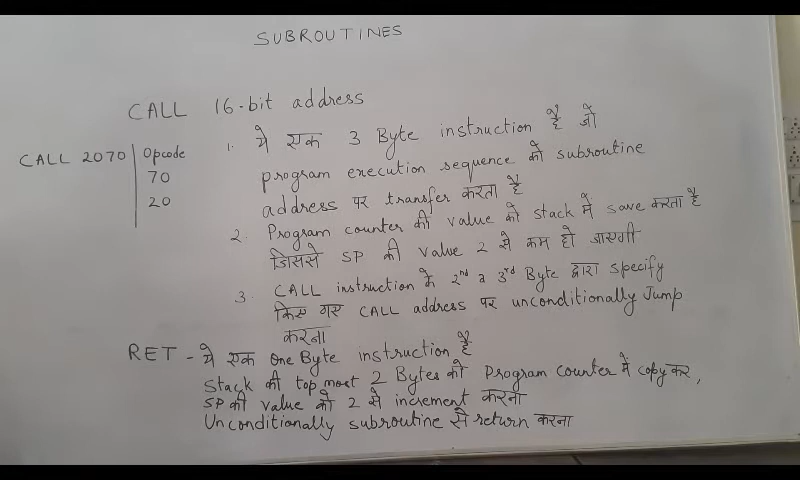 SUBROUTINES
CALL 16-bit address
CALL 2070 | Opcode
70
20
1. ये एक 3 Byte instruction है जो
program execution sequence को subroutine
address पर transfer करता है
2. Program counter की value को stack में save करता है
जिससे SP की value 2 से कम हो जाएगी
3. CALL instruction के 2nd व 3rd Byte द्वारा specify
किए गए CALL address पर unconditionally Jump
करना
RET - ये एक one Byte instruction है
Stack की top most 2 Bytes को Program counter में copy कर,
SP की value को 2 से increment करना
Unconditionally subroutine से return करना